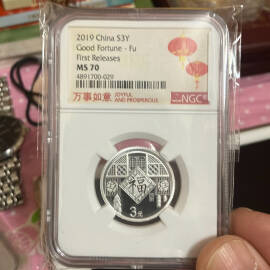 2019 China S3Y
Good Fortune - Fu
First Releases
MS 70
4891700-029
万事如意 JOYFUL
AND PROSPEROUS
NGC
福
3元